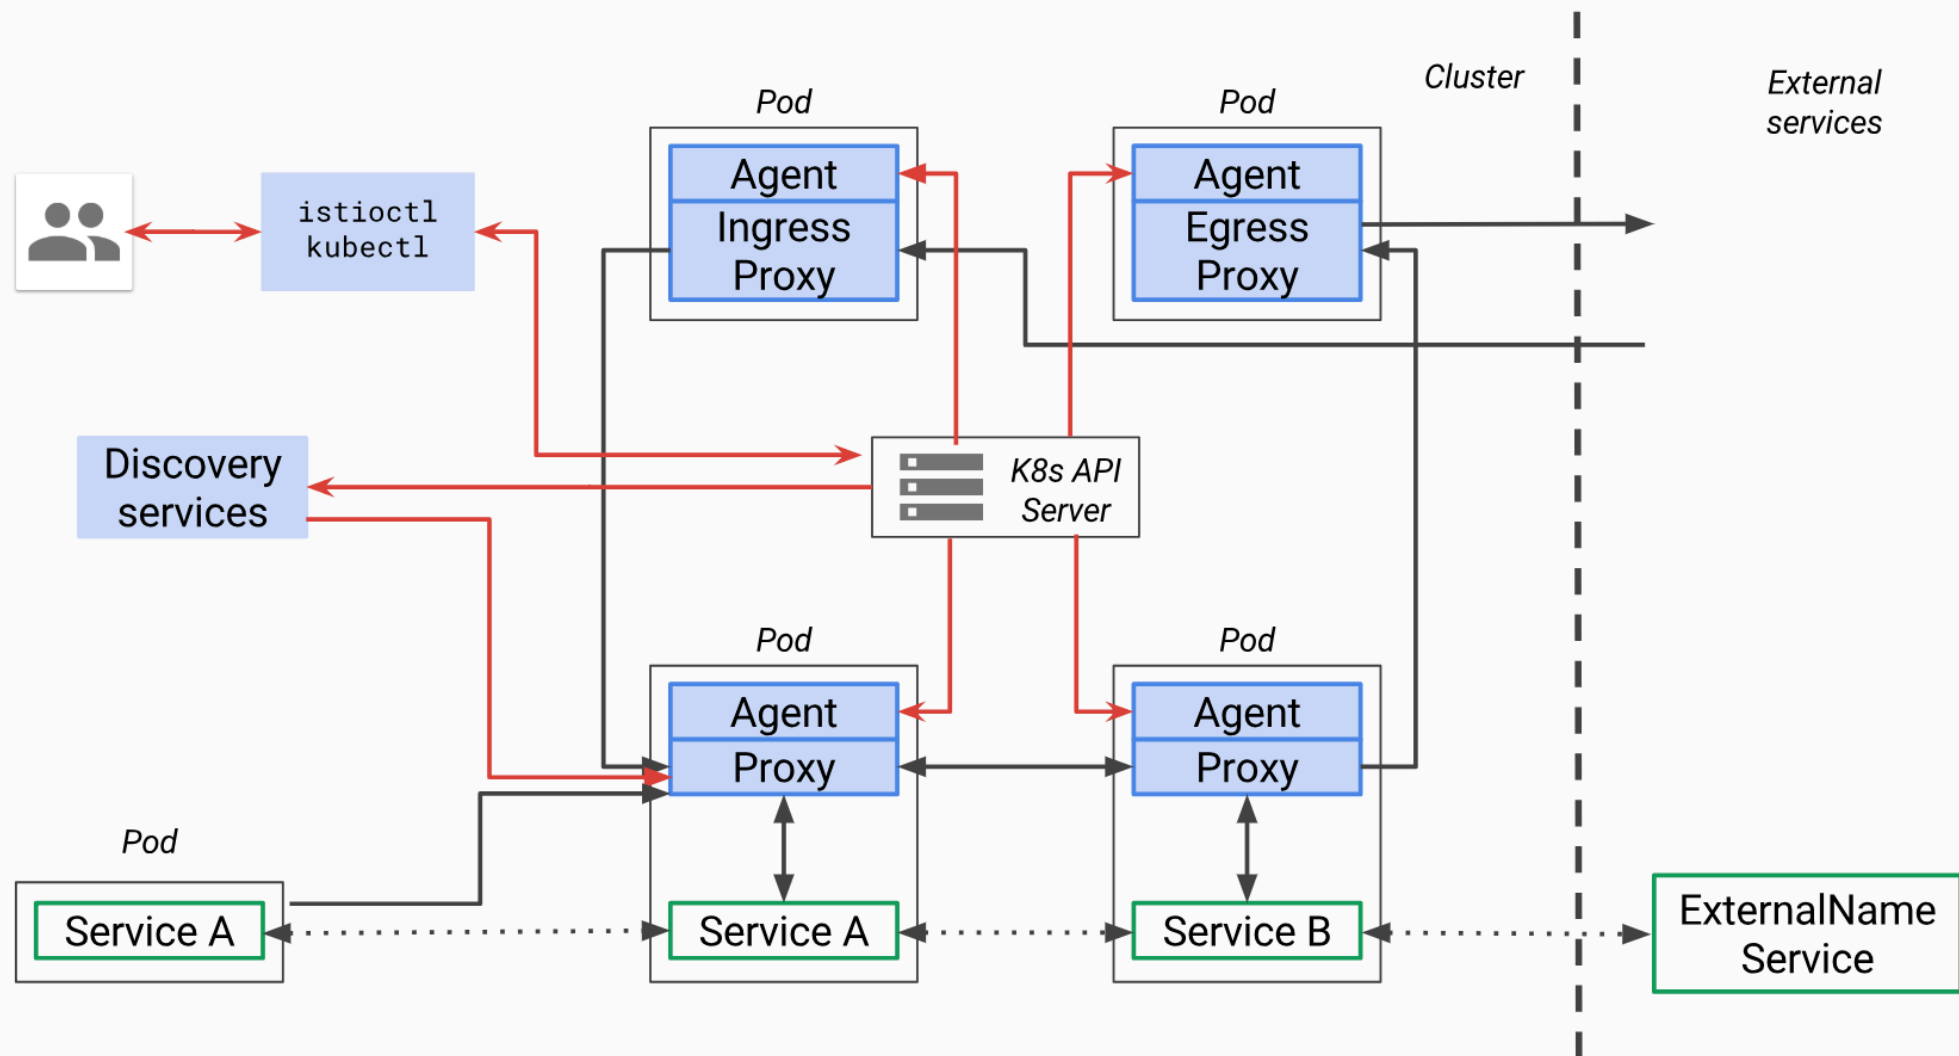 Cluster
External
services
Pod
Pod
Agent
Ingress
Proxy
Agent
Egress
Proxy
istioctl
kubectl
Discovery
services
K8s API
Server
Pod
Pod
Agent
Proxy
Agent
Proxy
Pod
Service A
Service A
Service B
ExternalName
Service